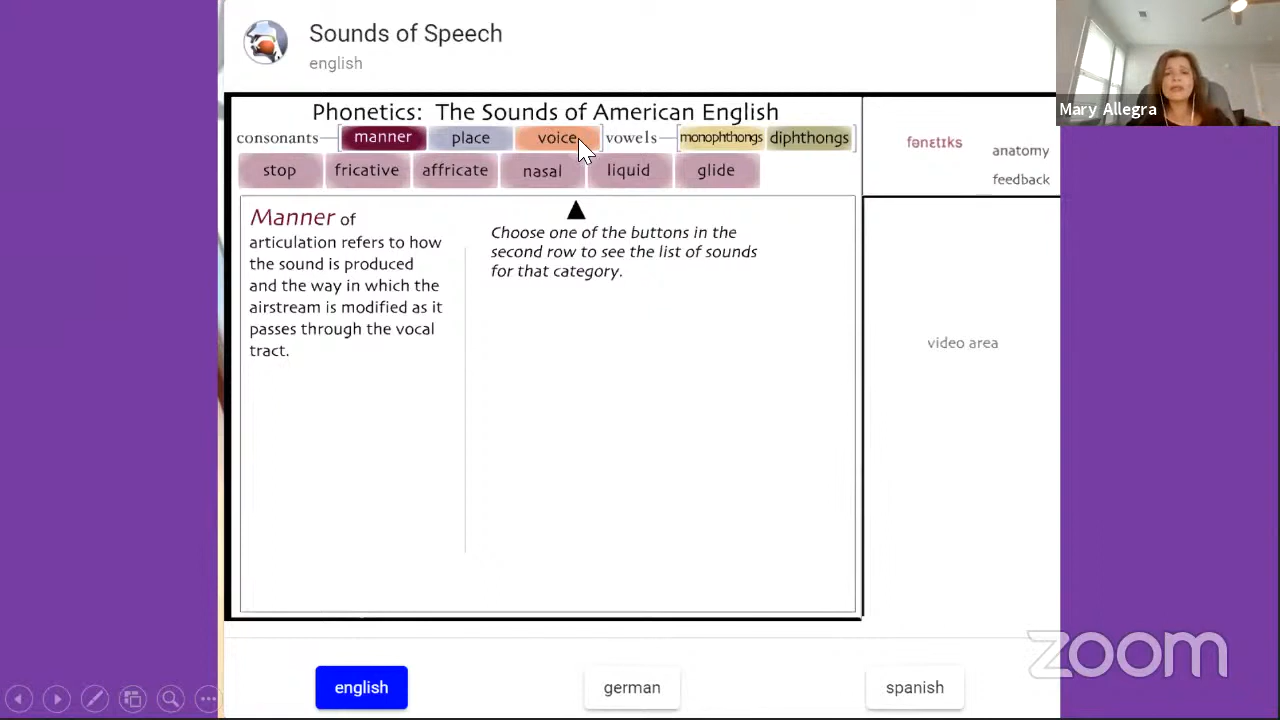 Sounds of Speech
english
Mary Allegra
Phonetics: The Sounds of American English
consonants manner place voice vowels monophthongs diphthongs
stop fricative affricate nasal liquid glide
fənɛtɪks
anatomy
feedback
Manner of
articulation refers to how
the sound is produced
and the way in which the
airstream is modified as it
passes through the vocal
tract.
Choose one of the buttons in the
second row to see the list of sounds
for that category.
video area
zoom
english german spanish